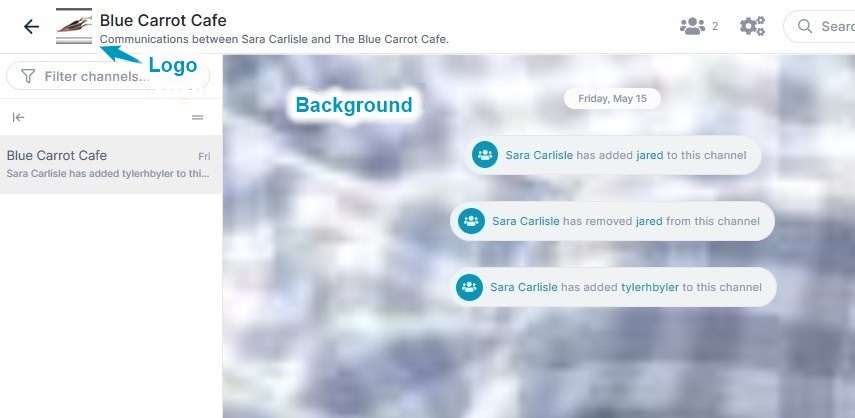 Blue Carrot Cafe
Communications between Sara Carlisle and The Blue Carrot Cafe.
2
Logo
Filter channels...
Background
Friday, May 15
Blue Carrot Cafe
Fri
Sara Carlisle has added tylerhbyler to thi...
Sara Carlisle has added jared to this channel
Sara Carlisle has removed jared from this channel
Sara Carlisle has added tylerhbyler to this channel